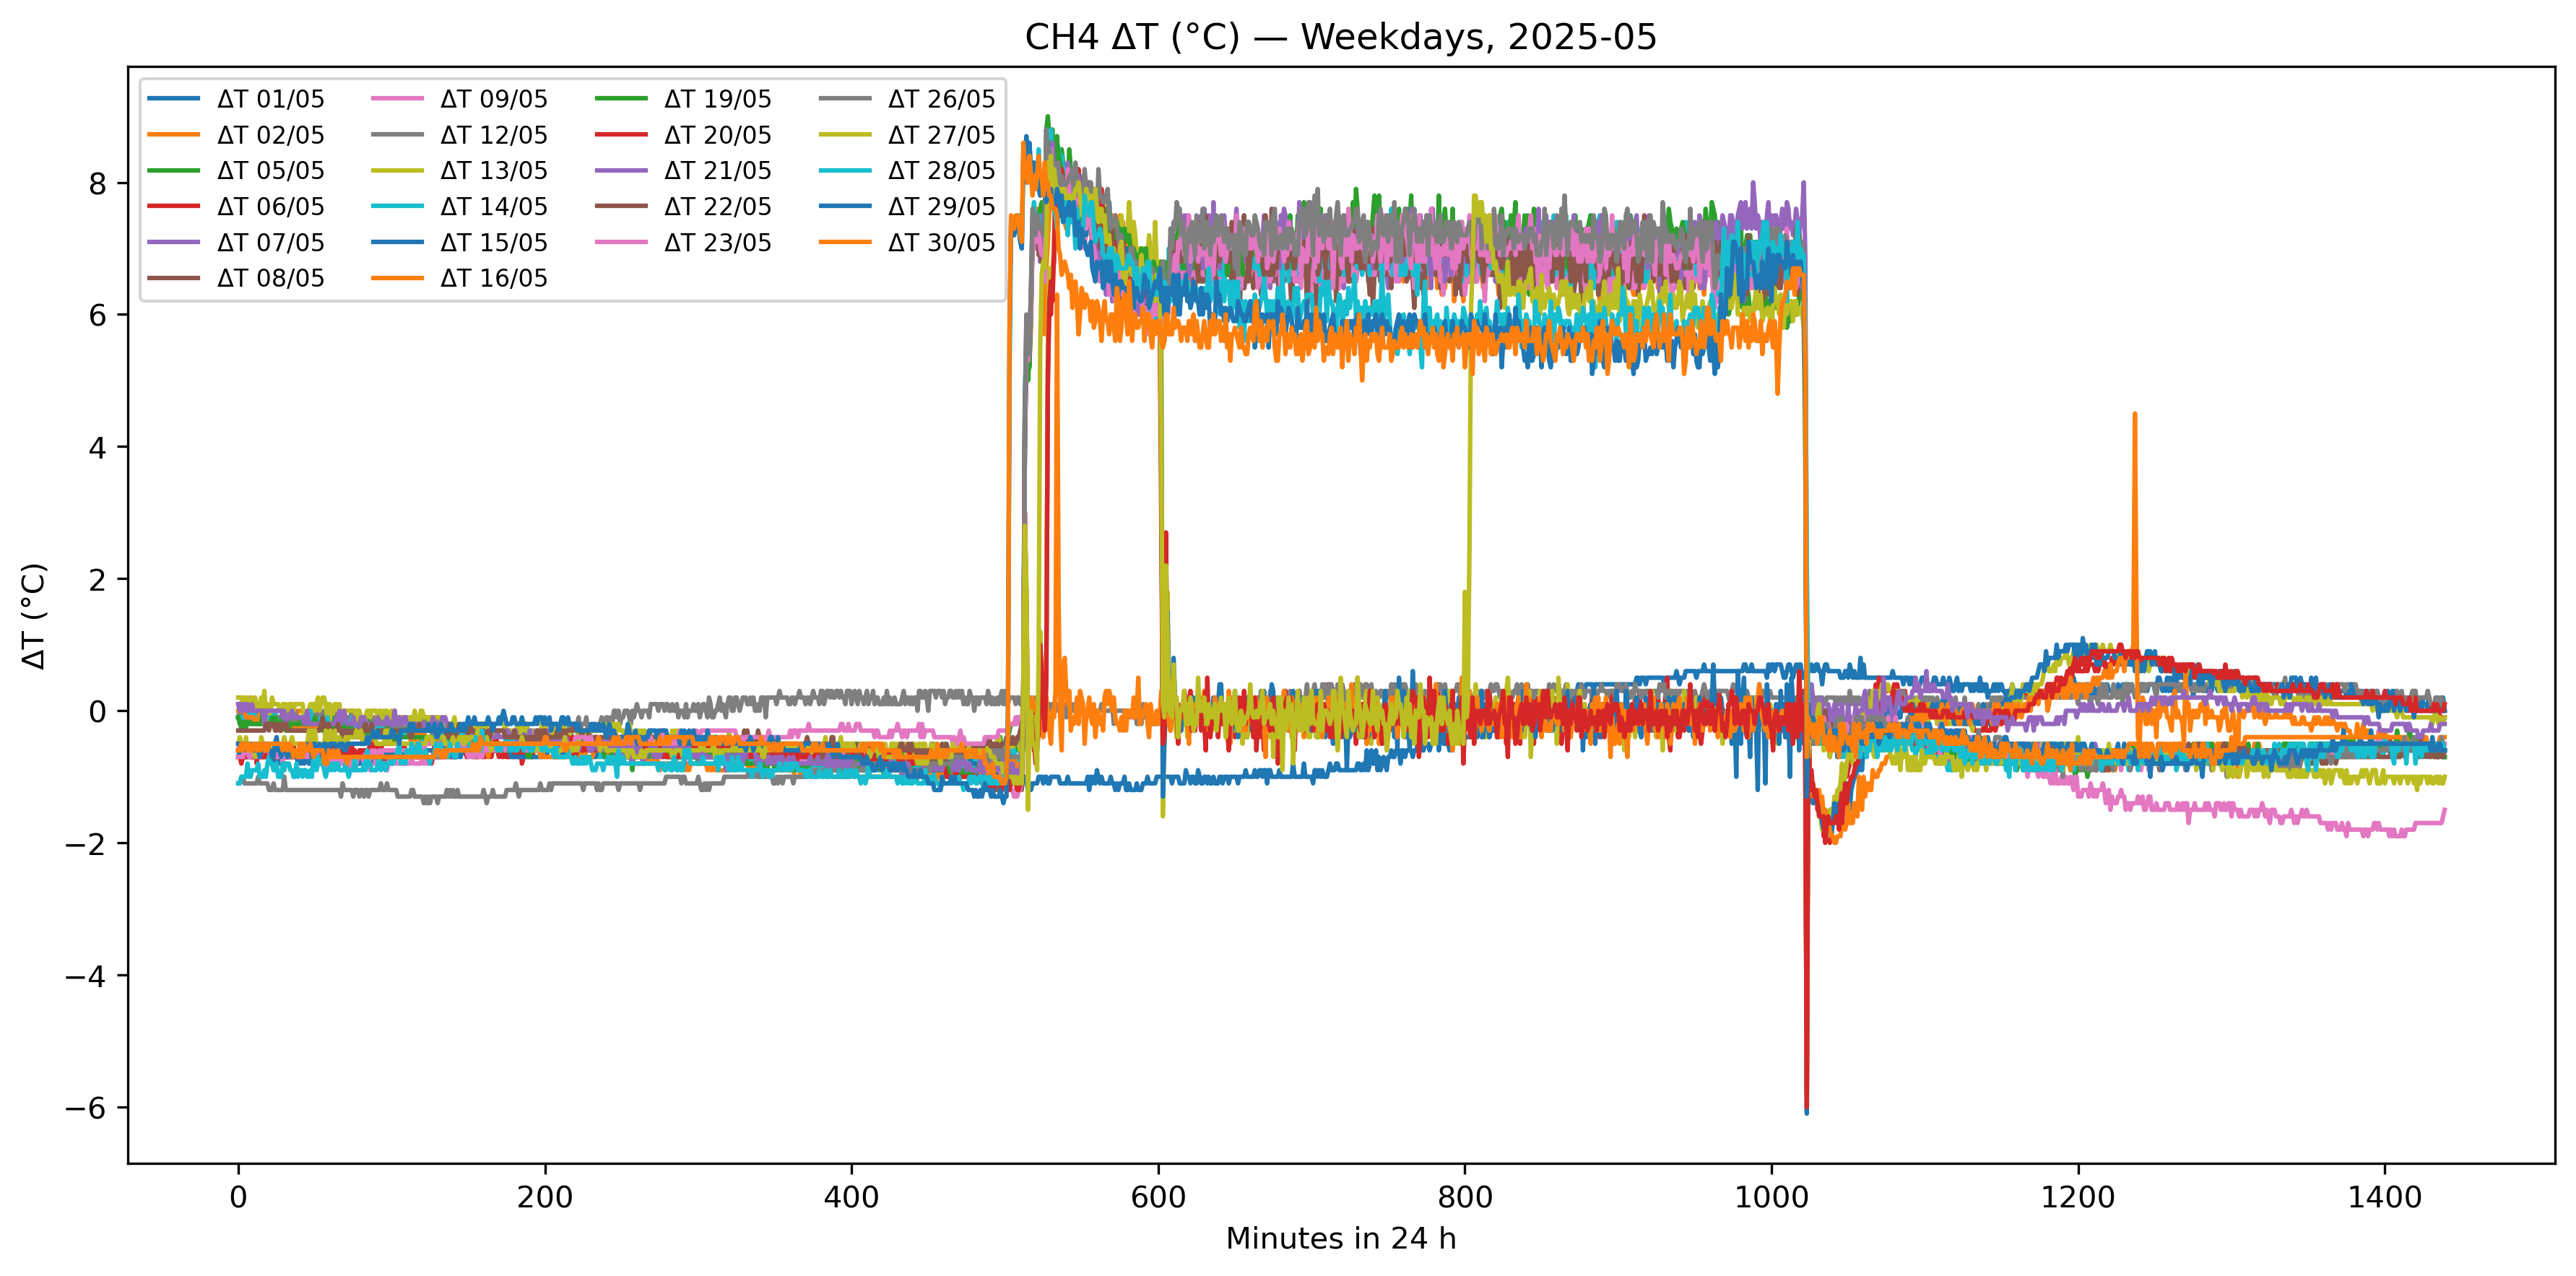 CH4 ΔT (°C) — Weekdays, 2025-05
ΔT 01/05
ΔT 02/05
ΔT 05/05
ΔT 06/05
ΔT 07/05
ΔT 08/05
ΔT 09/05
ΔT 12/05
ΔT 13/05
ΔT 14/05
ΔT 15/05
ΔT 16/05
ΔT 19/05
ΔT 20/05
ΔT 21/05
ΔT 22/05
ΔT 23/05
ΔT 26/05
ΔT 27/05
ΔT 28/05
ΔT 29/05
ΔT 30/05
ΔT (°C)
8
6
4
2
0
−2
−4
−6
0 200 400 600 800 1000 1200 1400
Minutes in 24 h